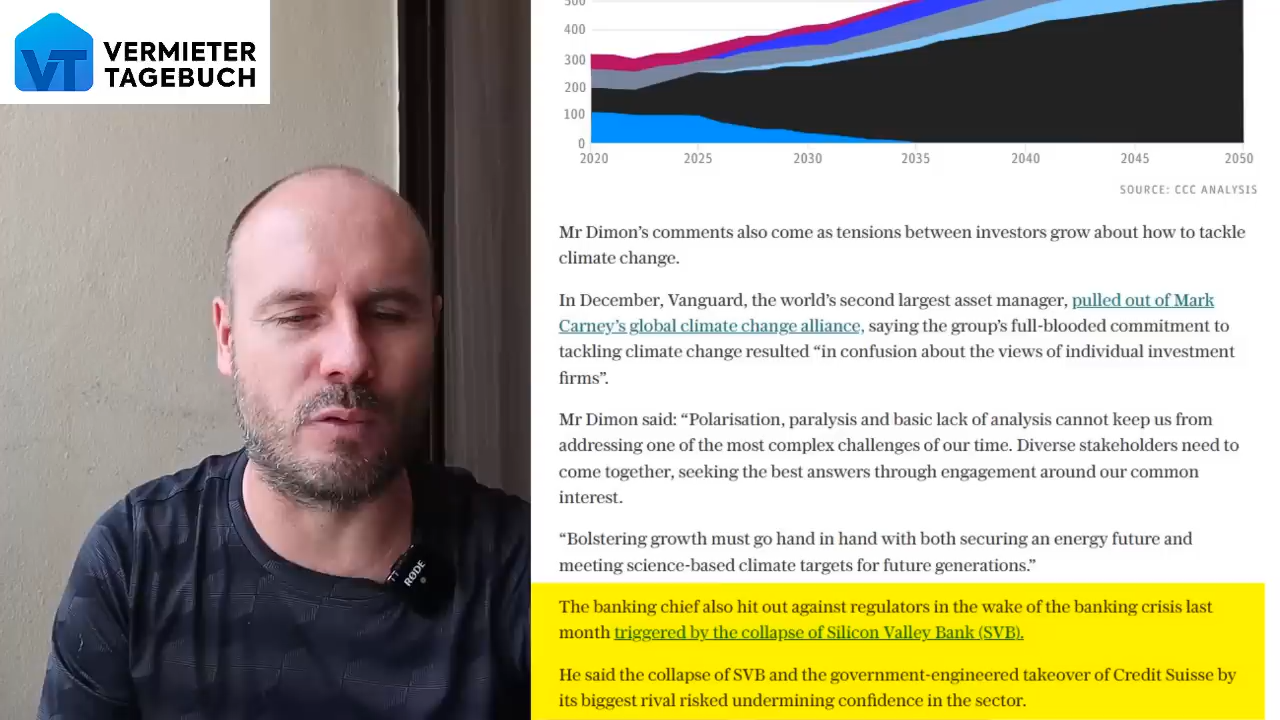 VT VERMIETER
TAGEBUCH
500
400
300
200
100
0
2020 2025 2030 2035 2040 2045 2050
SOURCE: CCC ANALYSIS
Mr Dimon’s comments also come as tensions between investors grow about how to tackle
climate change.
In December, Vanguard, the world’s second largest asset manager, pulled out of Mark
Carney’s global climate change alliance, saying the group’s full-blooded commitment to
tackling climate change resulted “in confusion about the views of individual investment
firms”.
Mr Dimon said: “Polarisation, paralysis and basic lack of analysis cannot keep us from
addressing one of the most complex challenges of our time. Diverse stakeholders need to
come together, seeking the best answers through engagement around our common
interest.
“Bolstering growth must go hand in hand with both securing an energy future and
meeting science-based climate targets for future generations.”
The banking chief also hit out against regulators in the wake of the banking crisis last
month triggered by the collapse of Silicon Valley Bank (SVB).
He said the collapse of SVB and the government-engineered takeover of Credit Suisse by
its biggest rival risked undermining confidence in the sector.
RØDE